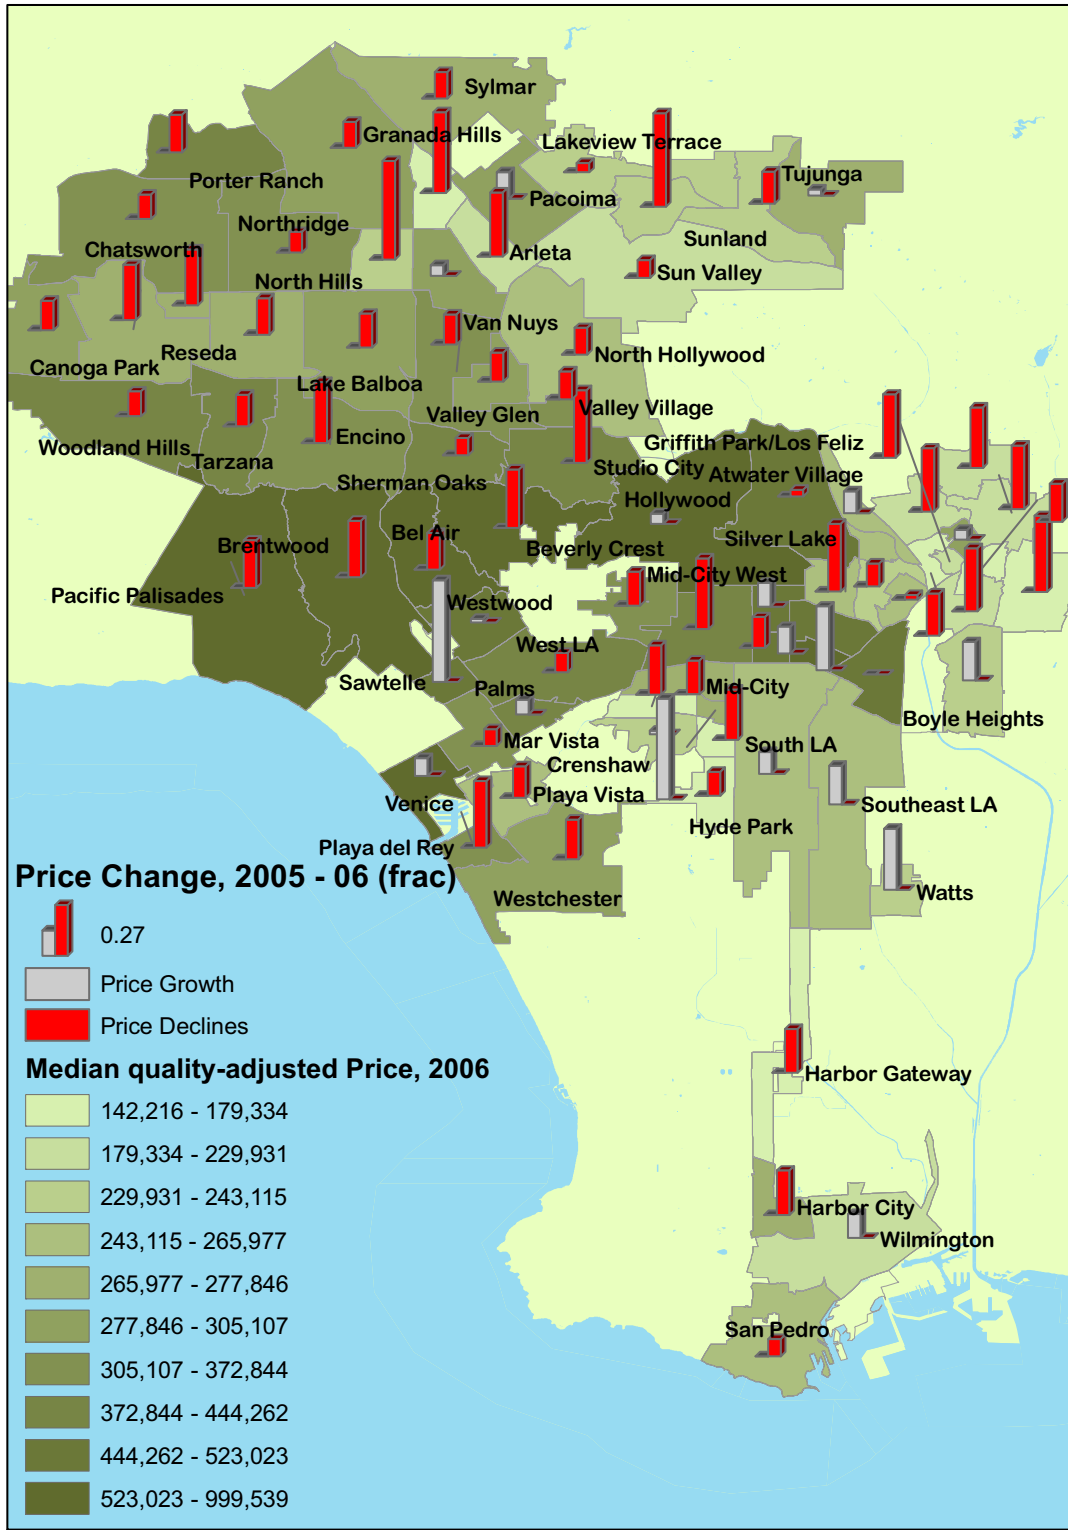 Sylmar
Granada Hills
Lakeview Terrace
Porter Ranch
Pacoima
Tujunga
Northridge
Chatsworth
Arleta
Sunland
Sun Valley
North Hills
Van Nuys
Canoga Park
Reseda
Lake Balboa
North Hollywood
Valley Glen
Valley Village
Woodland Hills
Tarzana
Encino
Griffith Park/Los Feliz
Sherman Oaks
Studio City
Atwater Village
Hollywood
Brentwood
Bel Air
Beverly Crest
Silver Lake
Pacific Palisades
Westwood
Mid-City West
West LA
Sawtelle
Palms
Mid-City
Boyle Heights
Mar Vista
Crenshaw
South LA
Venice
Playa Vista
Southeast LA
Playa del Rey
Hyde Park
Westchester
Watts
Harbor Gateway
Harbor City
Wilmington
San Pedro
Price Change, 2005 - 06 (frac)
0.27
Price Growth
Price Declines
Median quality-adjusted Price, 2006
142,216 - 179,334
179,334 - 229,931
229,931 - 243,115
243,115 - 265,977
265,977 - 277,846
277,846 - 305,107
305,107 - 372,844
372,844 - 444,262
444,262 - 523,023
523,023 - 999,539